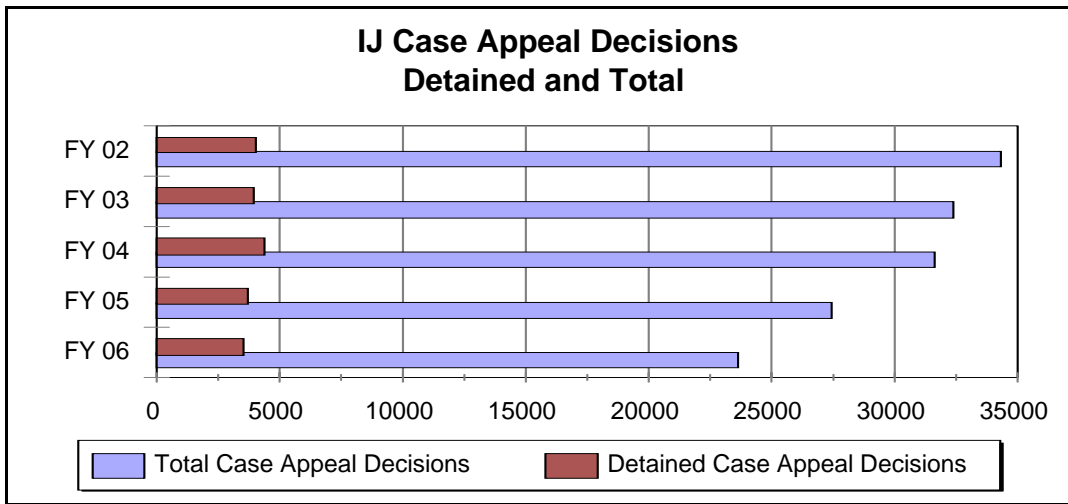 IJ Case Appeal Decisions
Detained and Total
FY 02
FY 03
FY 04
FY 05
FY 06
0 5000 10000 15000 20000 25000 30000 35000
Total Case Appeal Decisions Detained Case Appeal Decisions